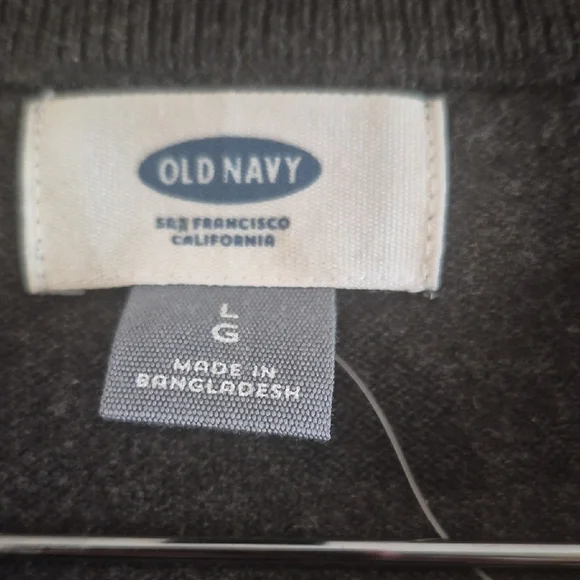 OLD NAVY
SAN FRANCISCO
CALIFORNIA
L
G
MADE IN
BANGLADESH